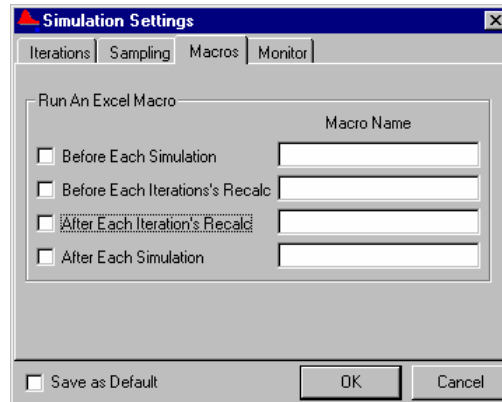 Simulation Settings
Iterations Sampling Macros Monitor
Run An Excel Macro
Macro Name
Before Each Simulation
Before Each Iterations's Recalc
After Each Iteration's Recalc
After Each Simulation
Save as Default OK Cancel